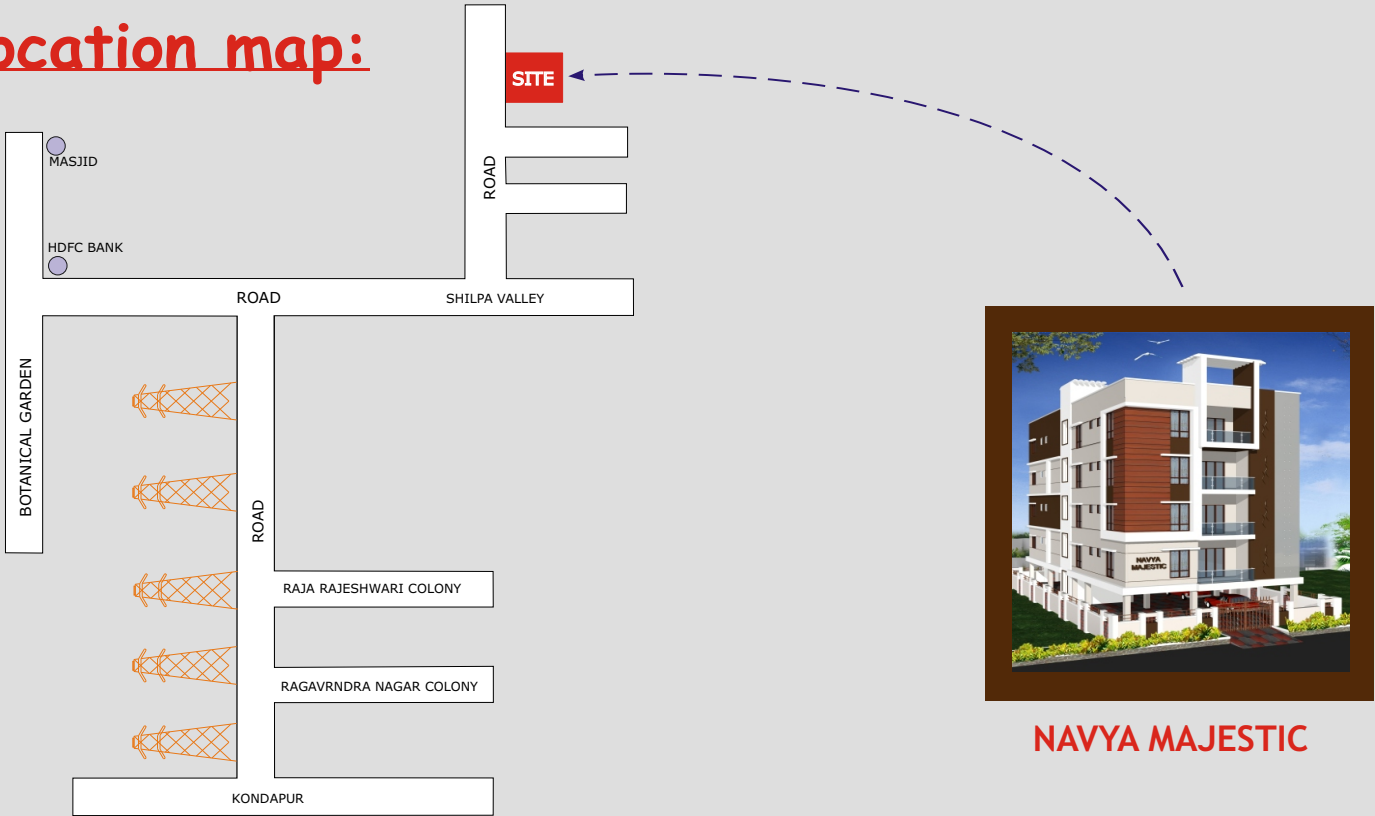 ocation map:
SITE
MASJID
ROAD
HDFC BANK
ROAD
SHILPA VALLEY
BOTANICAL GARDEN
ROAD
RAJA RAJESHWARI COLONY
RAGAVRNDRA NAGAR COLONY
KONDAPUR
NAVYA
MAJESTIC
NAVYA MAJESTIC